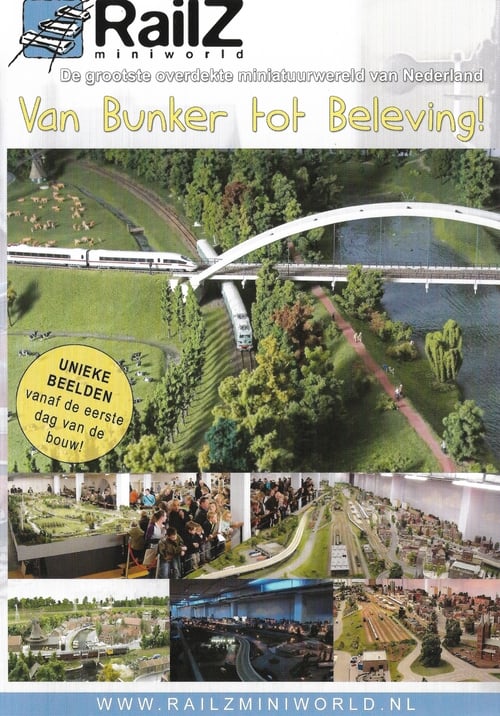 RailZ
miniworld
De grootste overdekte miniatuurwereld van Nederland
Van Bunker tot Beleving!
UNIEKE
BEELDEN
vanaf de eerste
dag van de
bouw!
WWW.RAILZMINIWORLD.NL